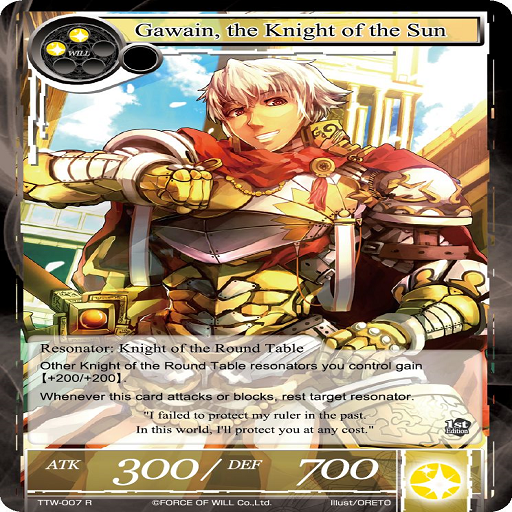 Gawain, the Knight of the Sun
WILL
Resonator: Knight of the Round Table
Other Knight of the Round Table resonators you control gain
【+200/+200】.
Whenever this card attacks or blocks, rest target resonator.
"I failed to protect my ruler in the past.
In this world, I'll protect you at any cost."
1st
Edition
ATK 300/ DEF 700
TTW-007 R ©FORCE OF WILL Co.,Ltd. Illust/ORETO